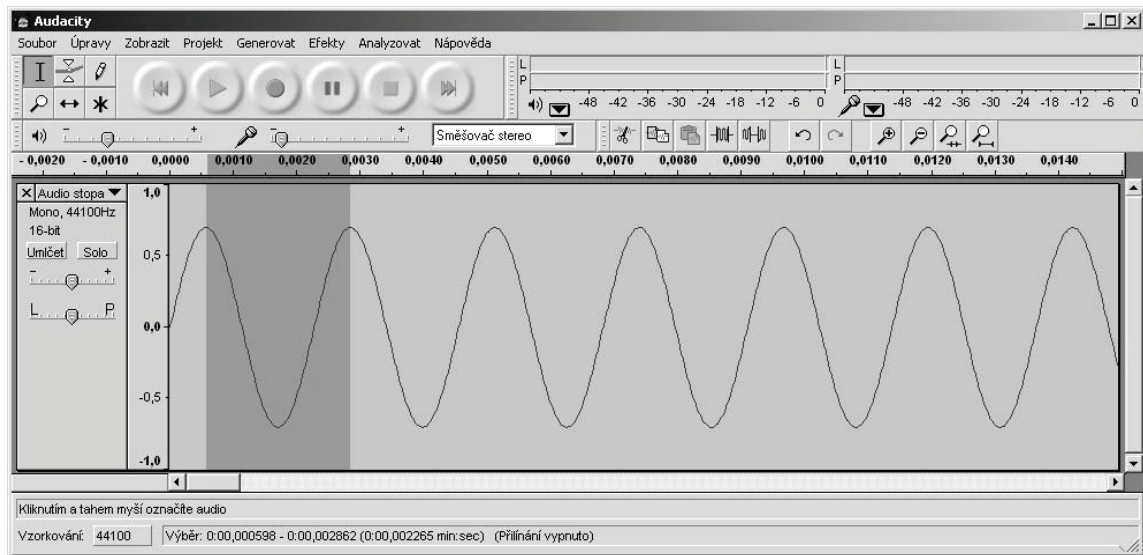 Audacity
Soubor Úpravy Zobrazit Projekt Generovat Efekty Analyzovat Nápověda
L
P
-48 -42 -36 -30 -24 -18 -12 -6 0
L
P
-48 -42 -36 -30 -24 -18 -12 -6 0
- + - + Směšovač stereo
- 0,0020 - 0,0010 0,0000 0,0010 0,0020 0,0030 0,0040 0,0050 0,0060 0,0070 0,0080 0,0090 0,0100 0,0110 0,0120 0,0130 0,0140
X Audio stopa
Mono, 44100Hz
16-bit
Umlčet Solo
- +
L P
1,0
0,5
0,0
-0,5
-1,0
Kliknutím a tahem myší označíte audio
Vzorkování: 44100 Výběr: 0:00,000598 - 0:00,002862 (0:00,002265 min:sec) (Přilínání vypnuto)